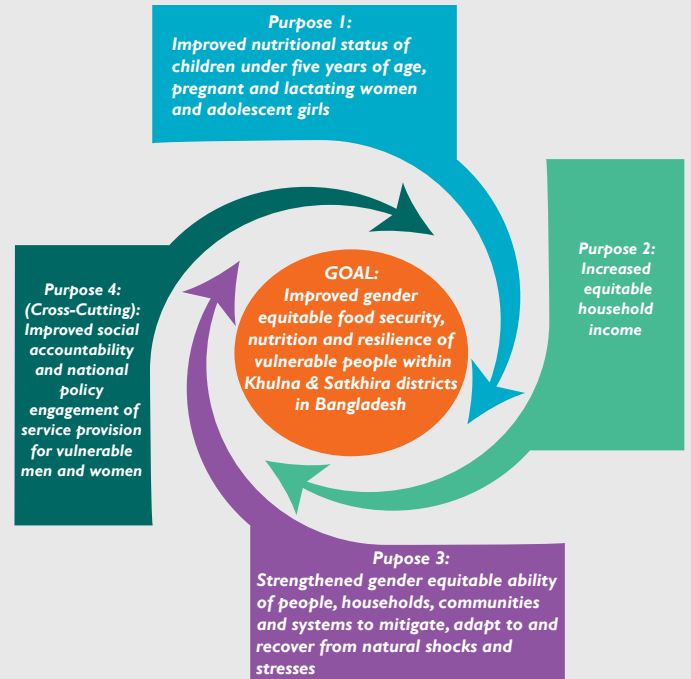 Purpose 1:
Improved nutritional status of
children under five years of age,
pregnant and lactating women
and adolescent girls
Purpose 2:
Increased
equitable
household
income
GOAL:
Improved gender
equitable food security,
nutrition and resilience of
vulnerable people within
Khulna & Satkhira districts
in Bangladesh
Purpose 4:
(Cross-Cutting):
Improved social
accountability
and national
policy
engagement of
service provision
for vulnerable
men and women
Pupose 3:
Strengthened gender equitable ability
of people, households, communities
and systems to mitigate, adapt to and
recover from natural shocks and
stresses